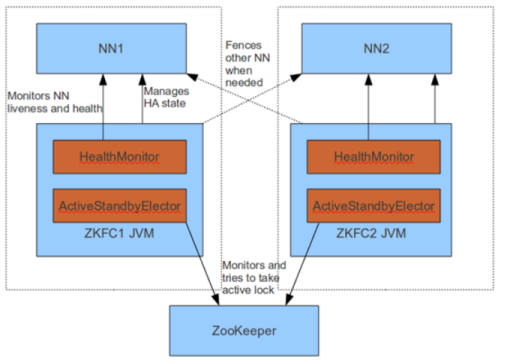 NN1
Fences
other NN
when
needed
NN2
Monitors NN
liveness and health
Manages
HA state
HealthMonitor
ActiveStandbyElector
ZKFC1 JVM
HealthMonitor
ActiveStandbyElector
ZKFC2 JVM
Monitors and
tries to take
active lock
ZooKeeper